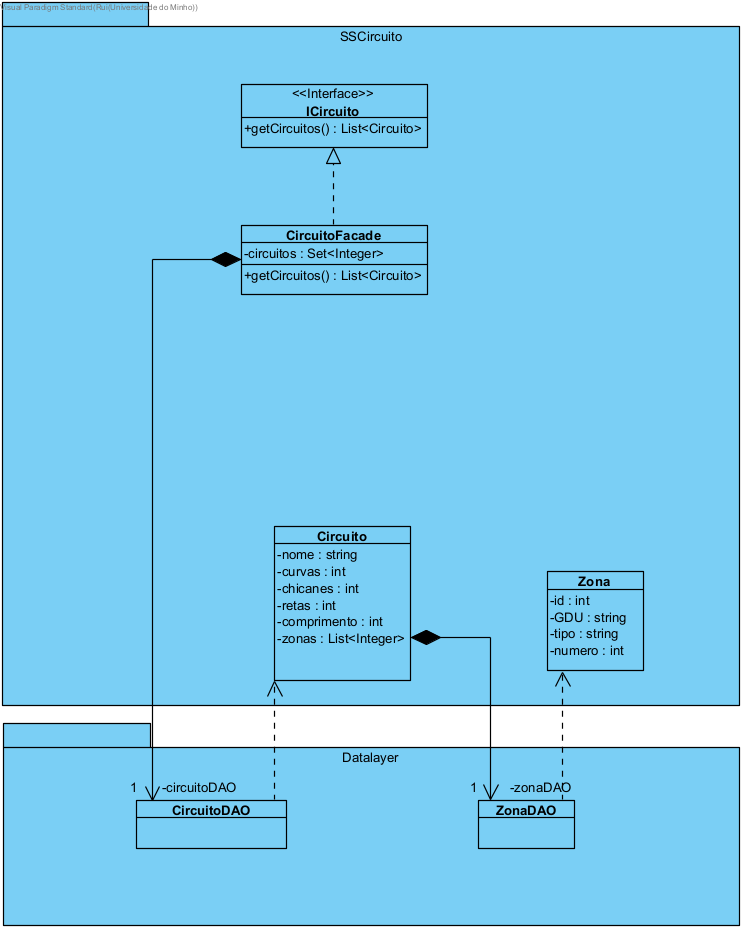 Visual Paradigm Standard(Rui(Universidade do Minho))
SSCircuito
<<Interface>>
ICircuito
+getCircuitos() : List<Circuito>
CircuitoFacade
-circuitos : Set<Integer>
+getCircuitos() : List<Circuito>
Circuito
-nome : string
-curvas : int
-chicanes : int
-retas : int
-comprimento : int
-zonas : List<Integer>
Zona
-id : int
-GDU : string
-tipo : string
-numero : int
Datalayer
1 -circuitoDAO
1 -zonaDAO
CircuitoDAO
ZonaDAO